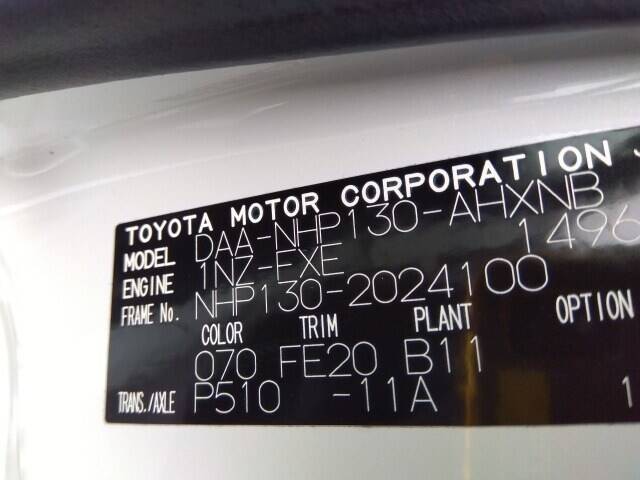 TOYOTA MOTOR CORPORATION J
MODEL DAA-NHP130-AHXNB
ENGINE 1NZ-FXE 1496
FRAME No. NHP130-2024100
COLOR TRIM PLANT OPTION
070 FE20 B11
TRANS./AXLE P510 -11A 1